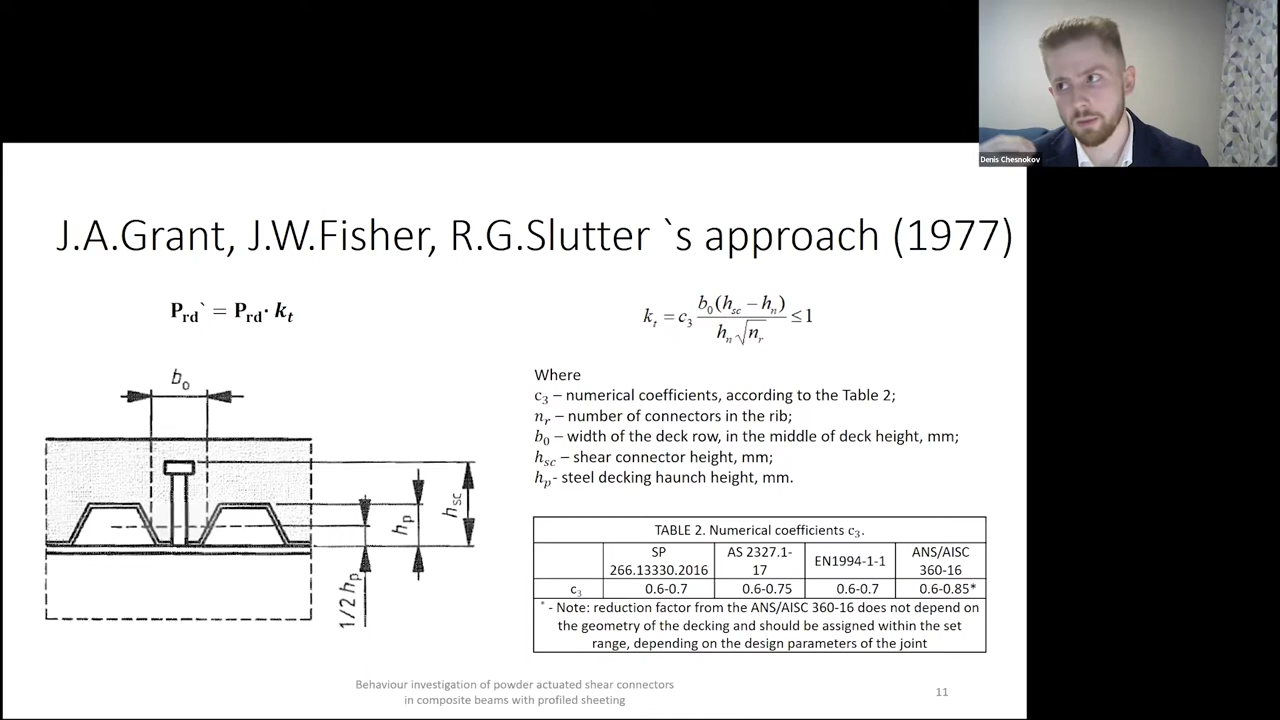 Denis Chesnokov
J.A.Grant, J.W.Fisher, R.G.Slutter `s approach (1977)
P_rd` = P_rd · k_t
k_t = c_3 b_0(h_sc − h_n) / h_n √n_r ≤ 1
b_o
h_p
h_sc
1/2 h_p
Where
c_3 – numerical coefficients, according to the Table 2;
n_r – number of connectors in the rib;
b_0 – width of the deck row, in the middle of deck height, mm;
h_sc – shear connector height, mm;
h_p- steel decking haunch height, mm.
TABLE 2. Numerical coefficients c_3.
SP 266.13330.2016 AS 2327.1-17 EN1994-1-1 ANS/AISC 360-16
c_3 0.6-0.7 0.6-0.75 0.6-0.7 0.6-0.85*
* - Note: reduction factor from the ANS/AISC 360-16 does not depend on
the geometry of the decking and should be assigned within the set
range, depending on the design parameters of the joint
Behaviour investigation of powder actuated shear connectors
in composite beams with profiled sheeting
11